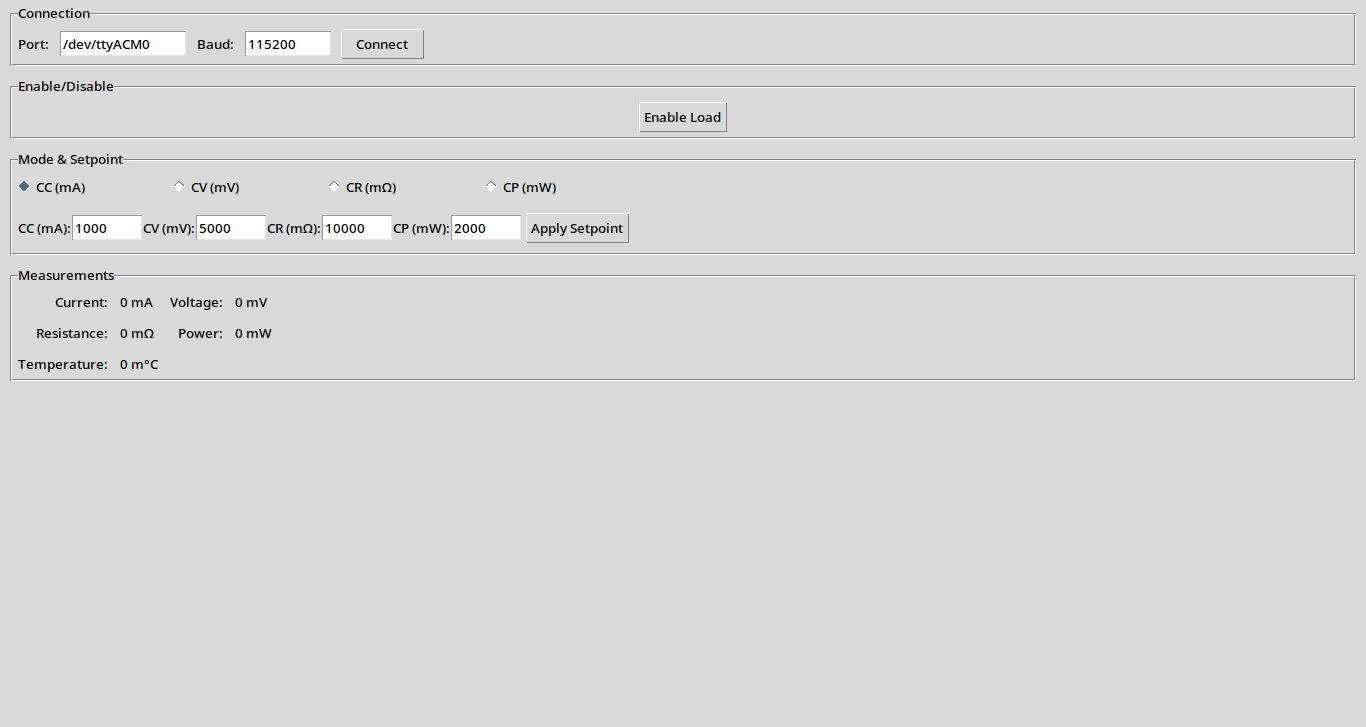 Connection
Port: /dev/ttyACM0 Baud: 115200 Connect
Enable/Disable
Enable Load
Mode & Setpoint
CC (mA) CV (mV) CR (mΩ) CP (mW)
CC (mA): 1000 CV (mV): 5000 CR (mΩ): 10000 CP (mW): 2000 Apply Setpoint
Measurements
Current: 0 mA Voltage: 0 mV
Resistance: 0 mΩ Power: 0 mW
Temperature: 0 m°C